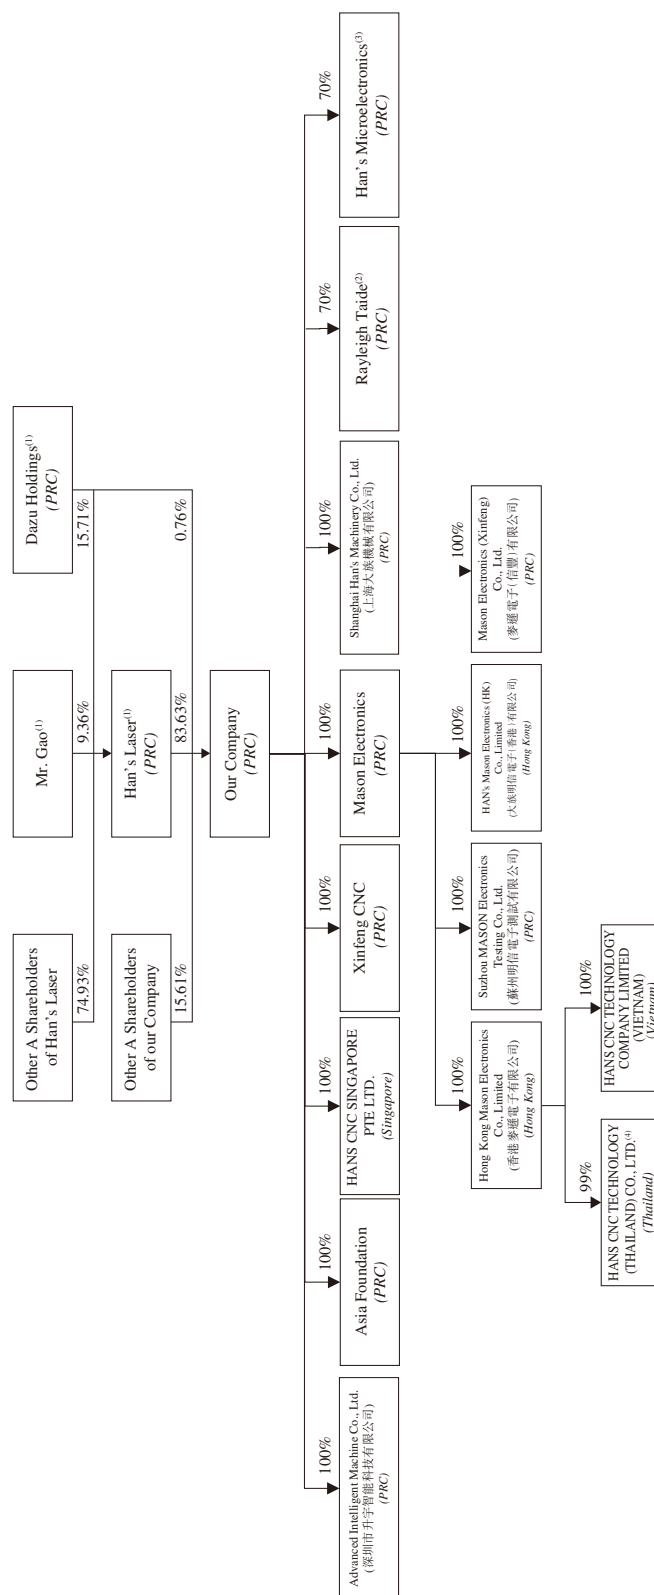 Other A Shareholders
of Han's Laser
Mr. Gao(1)
Dazu Holdings(1)
(PRC)
74.93%
9.36%
15.71%
Other A Shareholders
of our Company
Han's Laser(1)
(PRC)
15.61%
83.63%
0.76%
Our Company
(PRC)
100%
100%
100%
100%
100%
100%
70%
70%
Advanced Intelligent Machine Co., Ltd.
(深圳市升宇智能科技有限公司)
(PRC)
Asia Foundation
(PRC)
HANS CNC SINGAPORE
PTE LTD.
(Singapore)
Xinfeng CNC
(PRC)
Mason Electronics
(PRC)
Shanghai Han's Machinery Co., Ltd.
(上海大族機械有限公司)
(PRC)
Rayleigh Taide(2)
(PRC)
Han's Microelectronics(3)
(PRC)
100%
100%
100%
100%
Hong Kong Mason Electronics
Co., Limited
(香港麥遜電子有限公司)
(Hong Kong)
Suzhou MASON Electronics
Testing Co., Ltd.
(蘇州明信電子測試有限公司)
(PRC)
HAN's Mason Electronics (HK)
Co., Limited
(大族明信電子(香港)有限公司)
(Hong Kong)
Mason Electronics (Xinfeng)
Co., Ltd.
(麥遜電子(信豐)有限公司)
(PRC)
99%
100%
HANS CNC TECHNOLOGY
(THAILAND) CO., LTD.(4)
(Thailand)
HANS CNC TECHNOLOGY
COMPANY LIMITED
(VIETNAM)
(Vietnam)